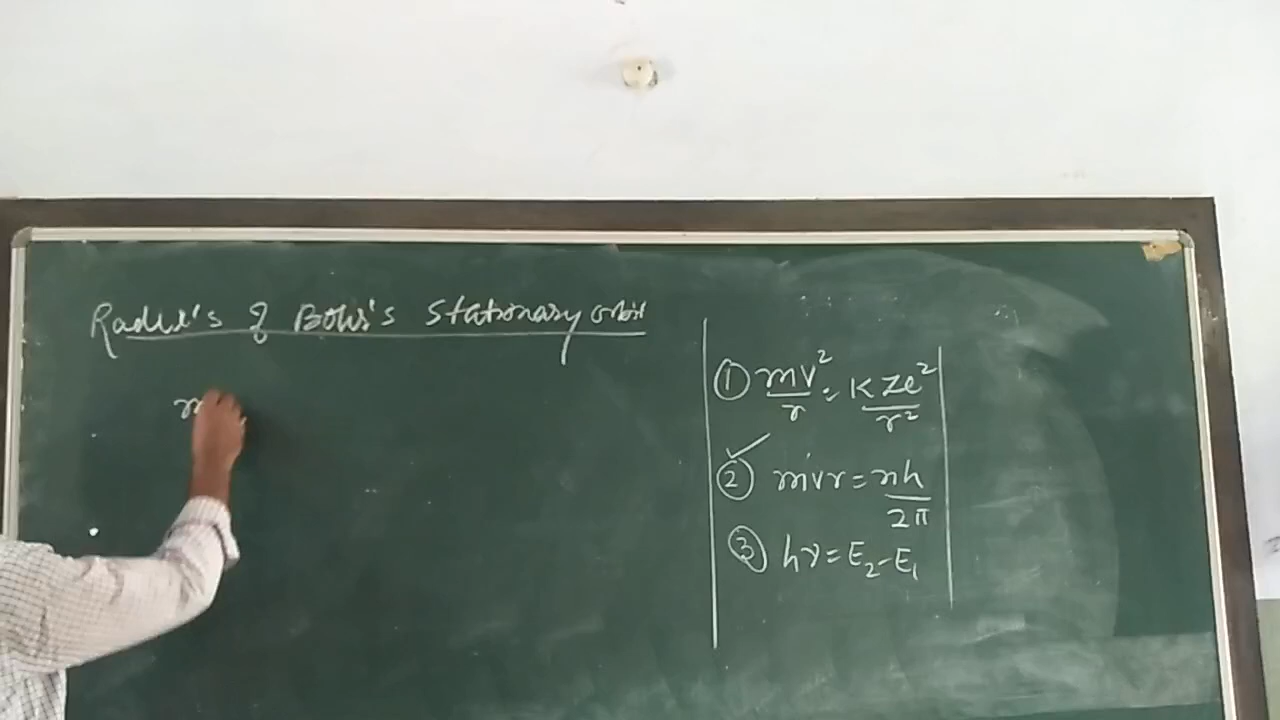 Radius's of Bohr's Stationary orbit
m
① mv²/r = KZe²/r²
② mvr = nh/2π
③ hγ = E₂-E₁